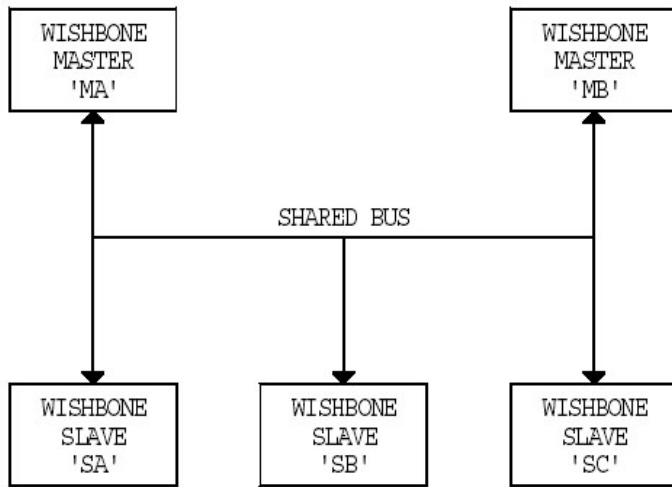 WISHBONE
MASTER
'MA'
WISHBONE
MASTER
'MB'
SHARED BUS
WISHBONE
SLAVE
'SA'
WISHBONE
SLAVE
'SB'
WISHBONE
SLAVE
'SC'